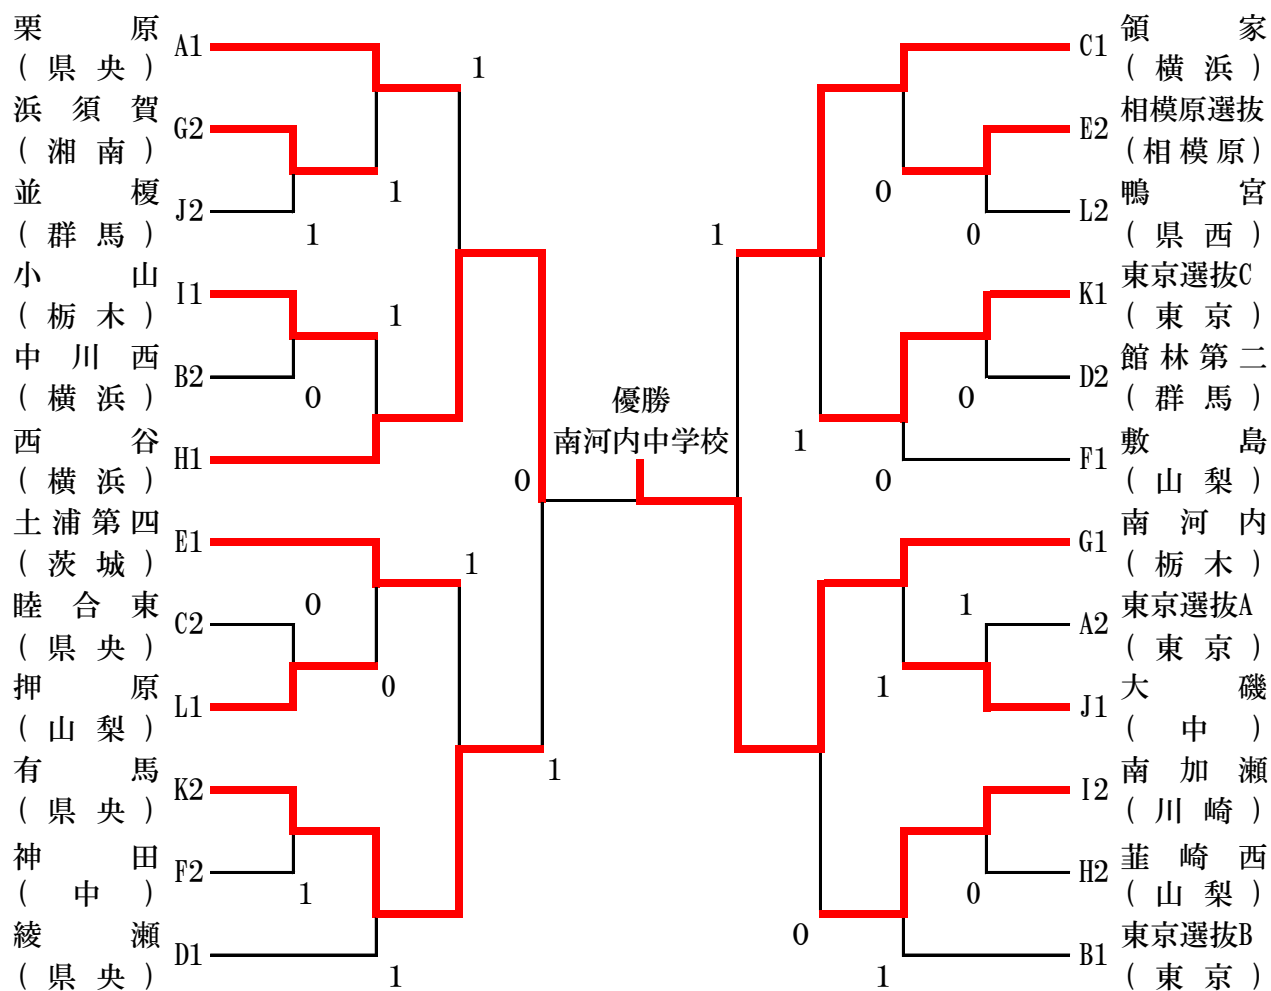 栗原
(県央)
A1
浜須賀
(湘南)
G2
並榎
(群馬)
J2
小山
(栃木)
I1
中川西
(横浜)
B2
西谷
(横浜)
H1
土浦第四
(茨城)
E1
睦合東
(県央)
C2
押原
(山梨)
L1
有馬
(県央)
K2
神田
(中)
F2
綾瀬
(県央)
D1
1
1
1
1
0
0
1
0
0
1
1
1
優勝
南河内中学校
1
0
0
0
1
0
1
1
0
0
1
C1
領家
(横浜)
E2
相模原選抜
(相模原)
L2
鴨宮
(県西)
K1
東京選抜C
(東京)
D2
館林第二
(群馬)
F1
敷島
(山梨)
G1
南河内
(栃木)
A2
東京選抜A
(東京)
J1
大磯
(中)
I2
南加瀬
(川崎)
H2
韮崎西
(山梨)
B1
東京選抜B
(東京)